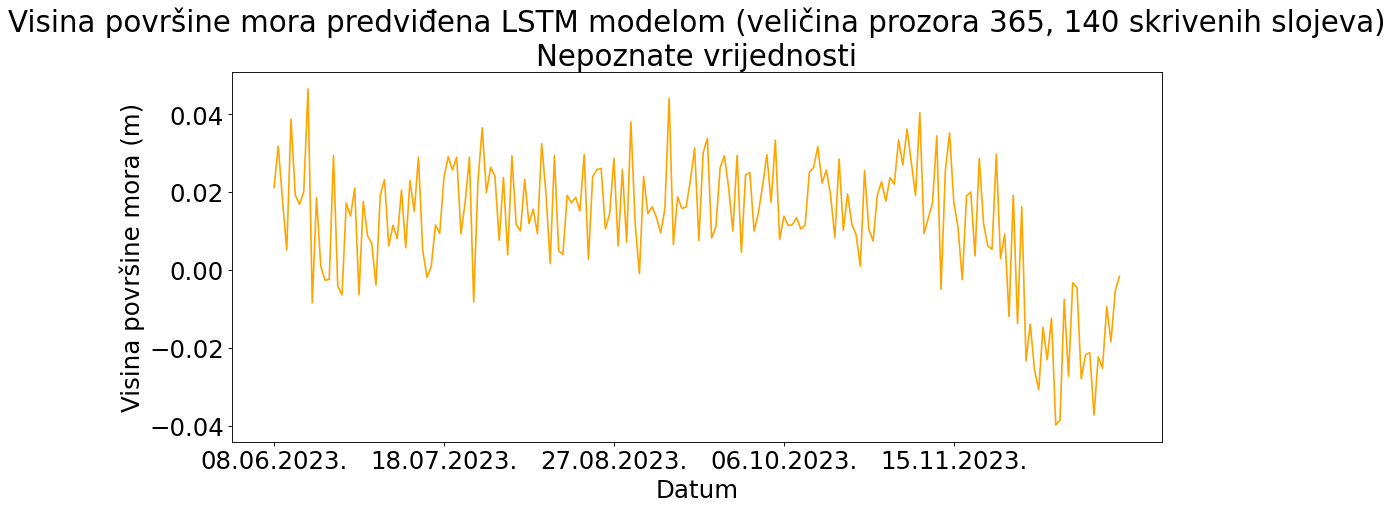 Visina površine mora predviđena LSTM modelom (veličina prozora 365, 140 skrivenih slojeva)
Nepoznate vrijednosti
Visina površine mora (m)
0.04
0.02
0.00
−0.02
−0.04
08.06.2023. 18.07.2023. 27.08.2023. 06.10.2023. 15.11.2023.
Datum